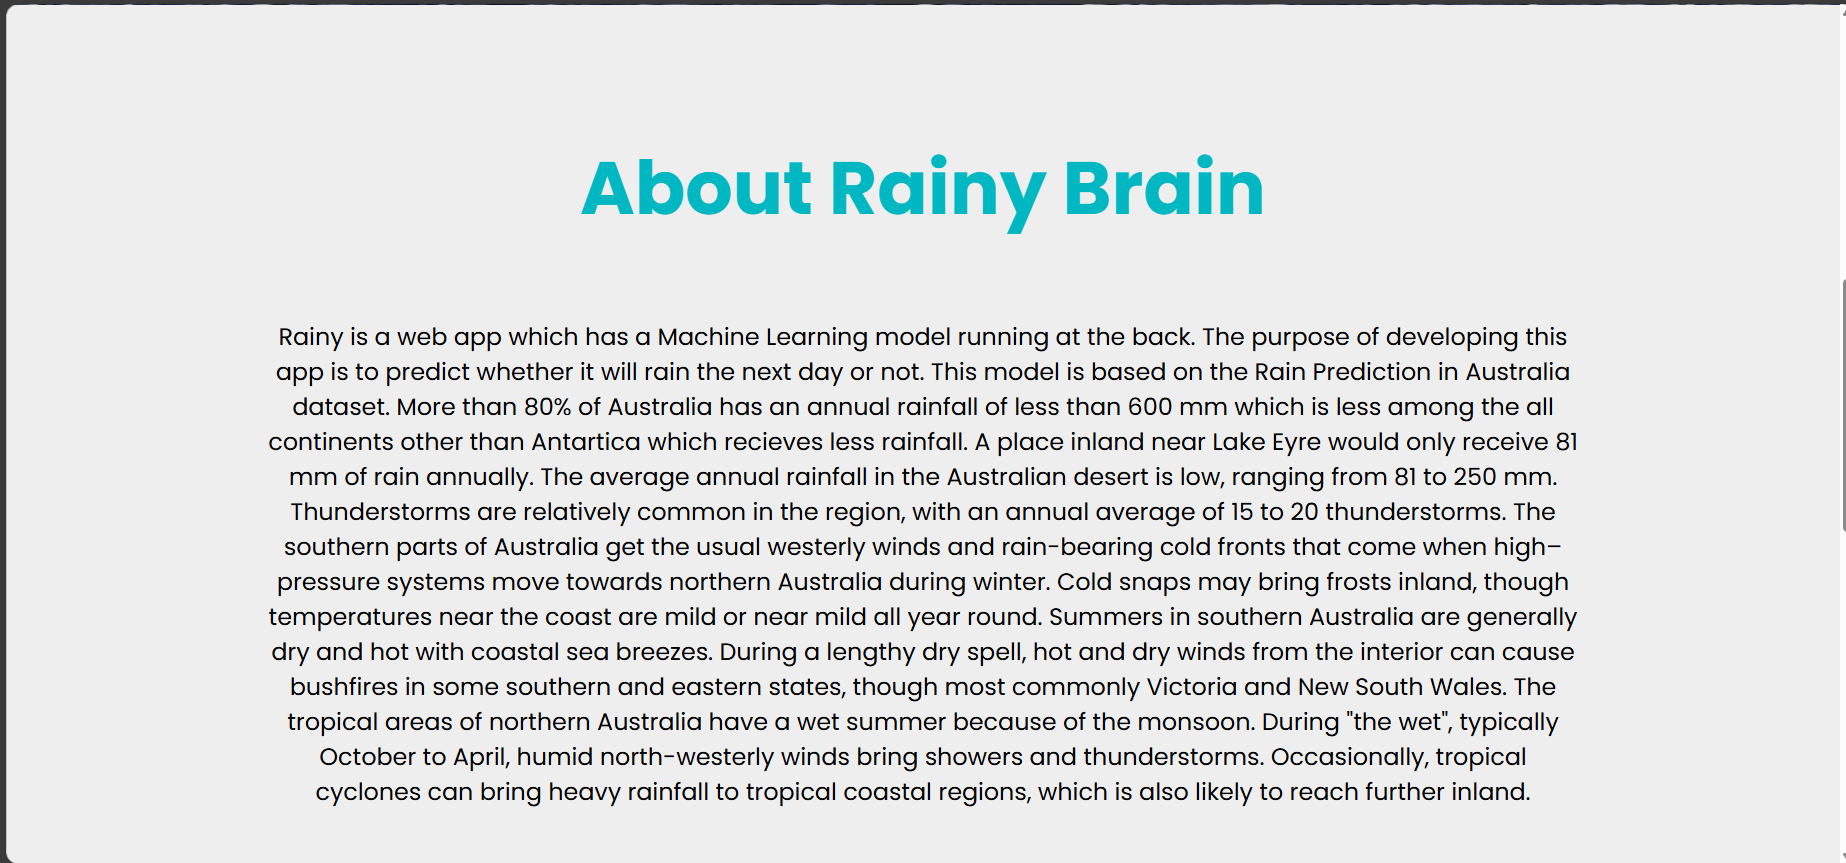 About Rainy Brain
Rainy is a web app which has a Machine Learning model running at the back. The purpose of developing this
app is to predict whether it will rain the next day or not. This model is based on the Rain Prediction in Australia
dataset. More than 80% of Australia has an annual rainfall of less than 600 mm which is less among the all
continents other than Antartica which recieves less rainfall. A place inland near Lake Eyre would only receive 81
mm of rain annually. The average annual rainfall in the Australian desert is low, ranging from 81 to 250 mm.
Thunderstorms are relatively common in the region, with an annual average of 15 to 20 thunderstorms. The
southern parts of Australia get the usual westerly winds and rain-bearing cold fronts that come when high–
pressure systems move towards northern Australia during winter. Cold snaps may bring frosts inland, though
temperatures near the coast are mild or near mild all year round. Summers in southern Australia are generally
dry and hot with coastal sea breezes. During a lengthy dry spell, hot and dry winds from the interior can cause
bushfires in some southern and eastern states, though most commonly Victoria and New South Wales. The
tropical areas of northern Australia have a wet summer because of the monsoon. During "the wet", typically
October to April, humid north-westerly winds bring showers and thunderstorms. Occasionally, tropical
cyclones can bring heavy rainfall to tropical coastal regions, which is also likely to reach further inland.